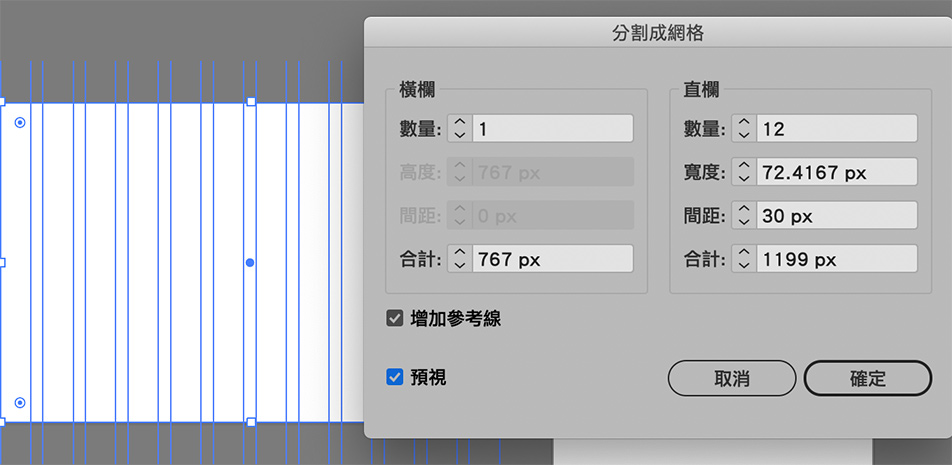 分割成網格
橫欄
數量: 1
高度: 767 px
間距: 0 px
合計: 767 px
直欄
數量: 12
寬度: 72.4167 px
間距: 30 px
合計: 1199 px
增加參考線
預視
取消
確定